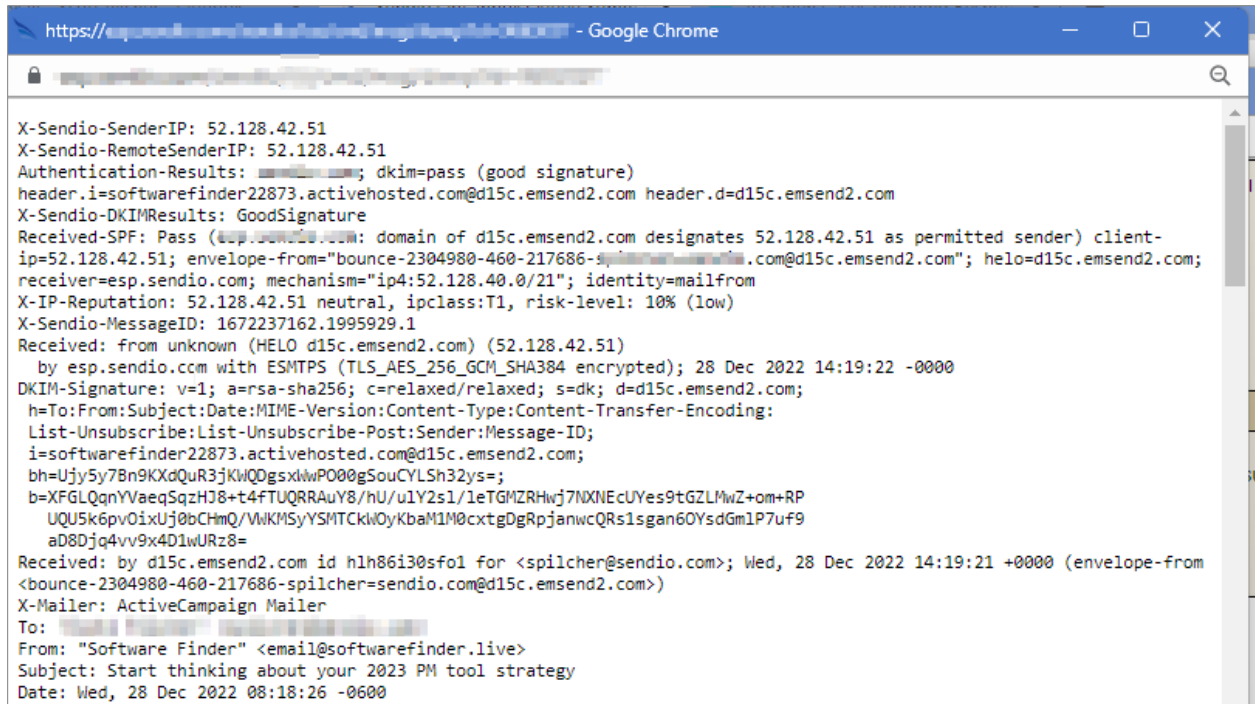 https:// - Google Chrome
X-Sendio-SenderIP: 52.128.42.51
X-Sendio-RemoteSenderIP: 52.128.42.51
Authentication-Results: ; dkim=pass (good signature)
header.i=softwarefinder22873.activehosted.com@d15c.emsend2.com header.d=d15c.emsend2.com
X-Sendio-DKIMResults: GoodSignature
Received-SPF: Pass ( : domain of d15c.emsend2.com designates 52.128.42.51 as permitted sender) client-
ip=52.128.42.51; envelope-from="bounce-2304980-460-217686- .com@d15c.emsend2.com"; helo=d15c.emsend2.com;
receiver=esp.sendio.com; mechanism="ip4:52.128.40.0/21"; identity=mailfrom
X-IP-Reputation: 52.128.42.51 neutral, ipclass:T1, risk-level: 10% (low)
X-Sendio-MessageID: 1672237162.1995929.1
Received: from unknown (HELO d15c.emsend2.com) (52.128.42.51)
by esp.sendio.com with ESMTPS (TLS_AES_256_GCM_SHA384 encrypted); 28 Dec 2022 14:19:22 -0000
DKIM-Signature: v=1; a=rsa-sha256; c=relaxed/relaxed; s=dk; d=d15c.emsend2.com;
h=To:From:Subject:Date:MIME-Version:Content-Type:Content-Transfer-Encoding:
List-Unsubscribe:List-Unsubscribe-Post:Sender:Message-ID;
i=softwarefinder22873.activehosted.com@d15c.emsend2.com;
bh=Ujy5y7Bn9KXdQuR3jKWQDgsxWwPO00gSouCYLSh32ys=;
b=XFGLQqnYVaeqSqzHJ8+t4fTUQRRAuY8/hU/ulY2sl/leTGMZRHwj7NXNEcUYes9tGZLMwZ+om+RP
UQU5k6pvOixUj0bCHmQ/VWKMSyYSMTCkWOyKbaM1M0cxtgDgRpjanwcQRs1sgan6OYsdGmlP7uf9
aD8Djq4vv9x4D1wURz8=
Received: by d15c.emsend2.com id hlh86i30sfo1 for <spilcher@sendio.com>; Wed, 28 Dec 2022 14:19:21 +0000 (envelope-from
<bounce-2304980-460-217686-spilcher=sendio.com@d15c.emsend2.com>)
X-Mailer: ActiveCampaign Mailer
To:
From: "Software Finder" <email@softwarefinder.live>
Subject: Start thinking about your 2023 PM tool strategy
Date: Wed, 28 Dec 2022 08:18:26 -0600